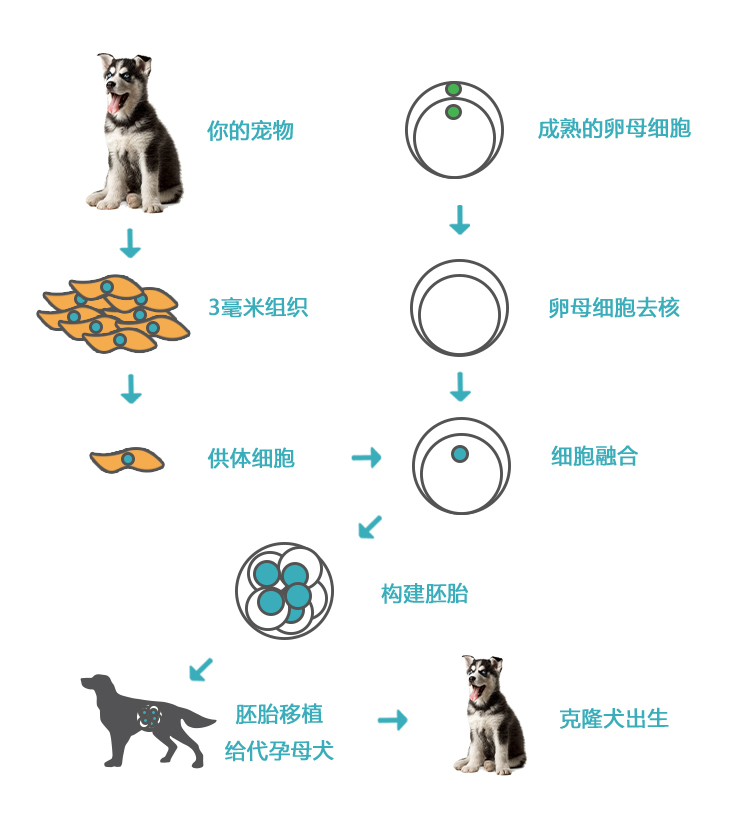 你的宠物
成熟的卵母细胞
3毫米组织
卵母细胞去核
供体细胞
细胞融合
构建胚胎
胚胎移植
给代孕母犬
克隆犬出生